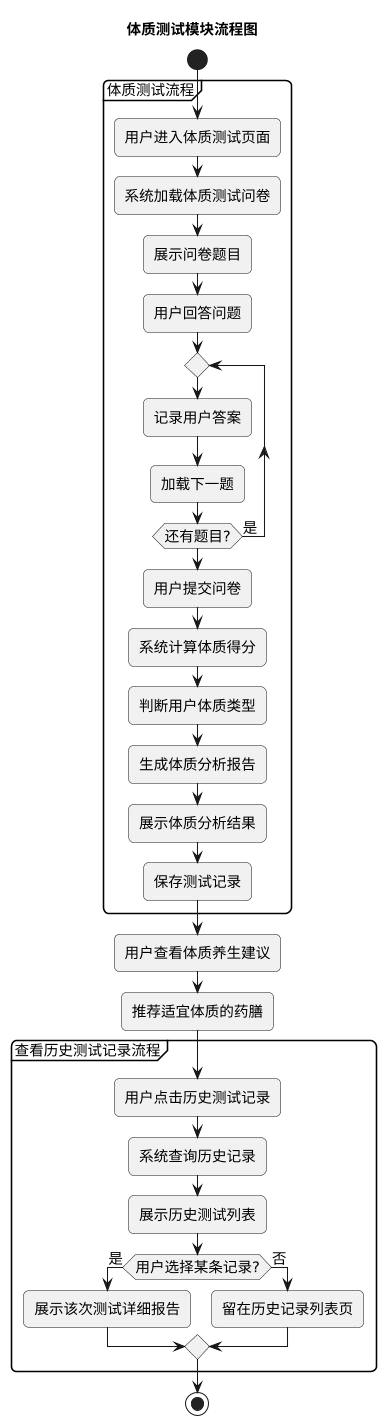 体质测试模块流程图
体质测试流程
用户进入体质测试页面
系统加载体质测试问卷
展示问卷题目
用户回答问题
记录用户答案
加载下一题
还有题目?
是
用户提交问卷
系统计算体质得分
判断用户体质类型
生成体质分析报告
展示体质分析结果
保存测试记录
用户查看体质养生建议
推荐适宜体质的药膳
查看历史测试记录流程
用户点击历史测试记录
系统查询历史记录
展示历史测试列表
是
用户选择某条记录?
否
展示该次测试详细报告
留在历史记录列表页